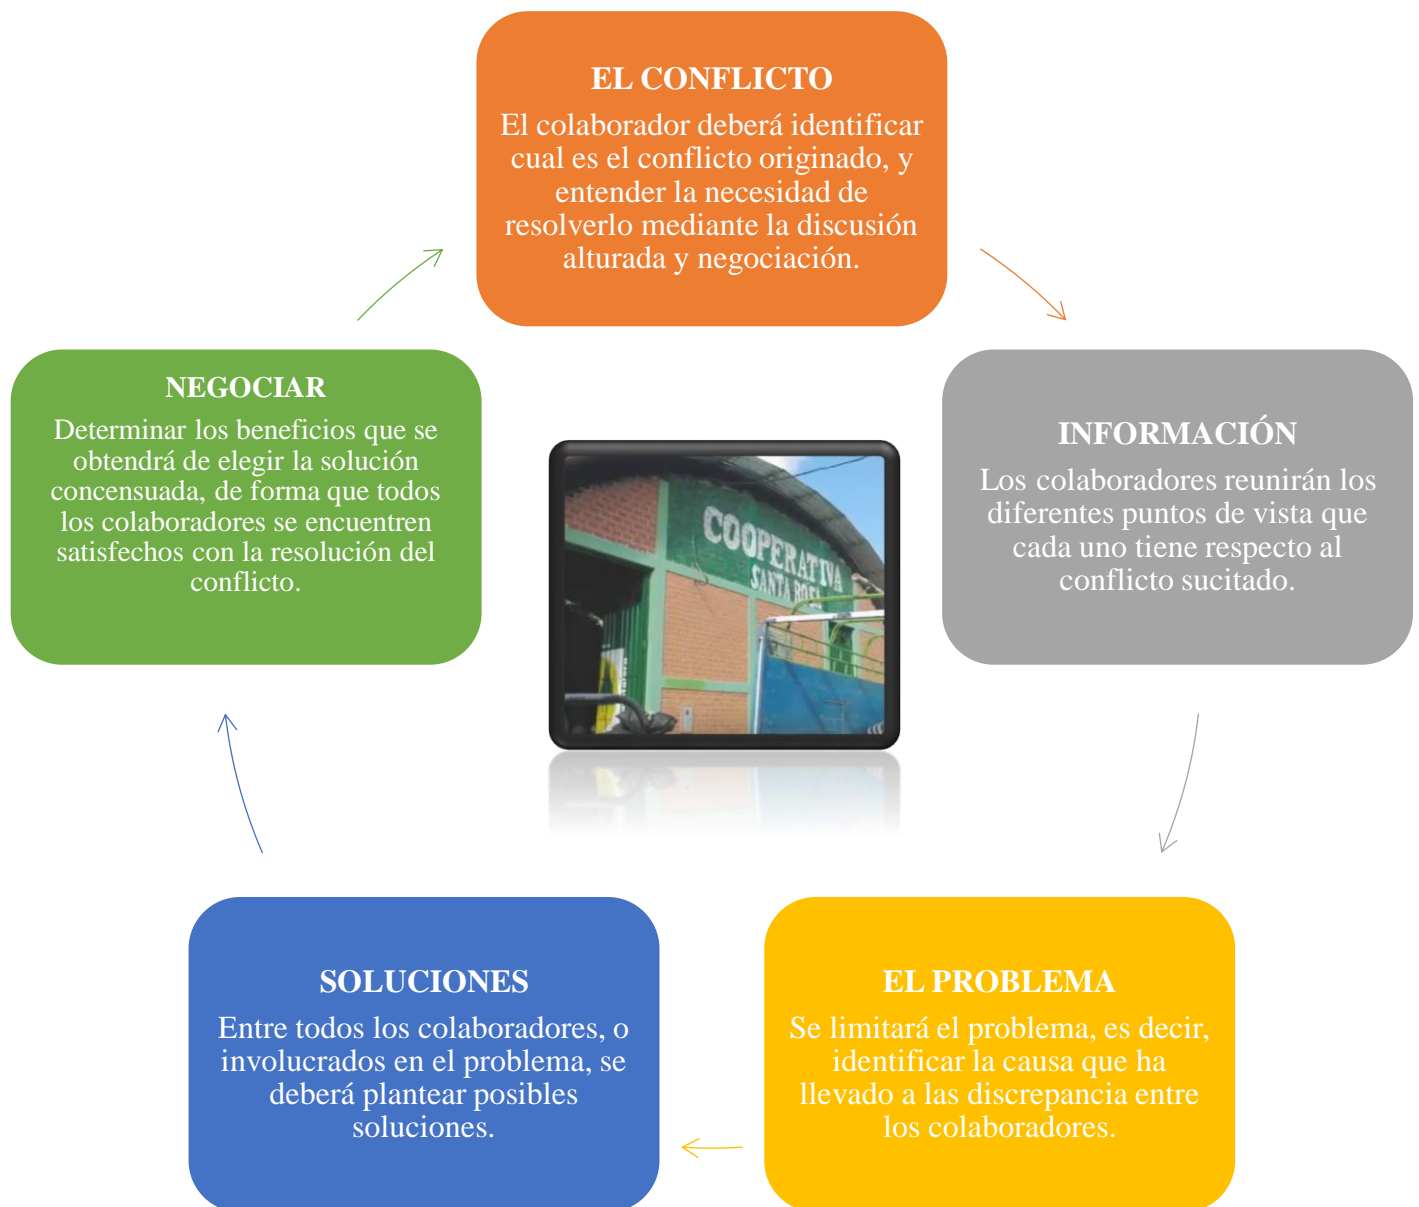 EL CONFLICTO
El colaborador deberá identificar
cual es el conflicto originado, y
entender la necesidad de
resolverlo mediante la discusión
alturada y negociación.
INFORMACIÓN
Los colaboradores reunirán los
diferentes puntos de vista que
cada uno tiene respecto al
conflicto sucitado.
EL PROBLEMA
Se limitará el problema, es decir,
identificar la causa que ha
llevado a las discrepancia entre
los colaboradores.
SOLUCIONES
Entre todos los colaboradores, o
involucrados en el problema, se
deberá plantear posibles
soluciones.
NEGOCIAR
Determinar los beneficios que se
obtendrá de elegir la solución
concensuada, de forma que todos
los colaboradores se encuentren
satisfechos con la resolución del
conflicto.
COOPERATIVA
SANTA ROSA